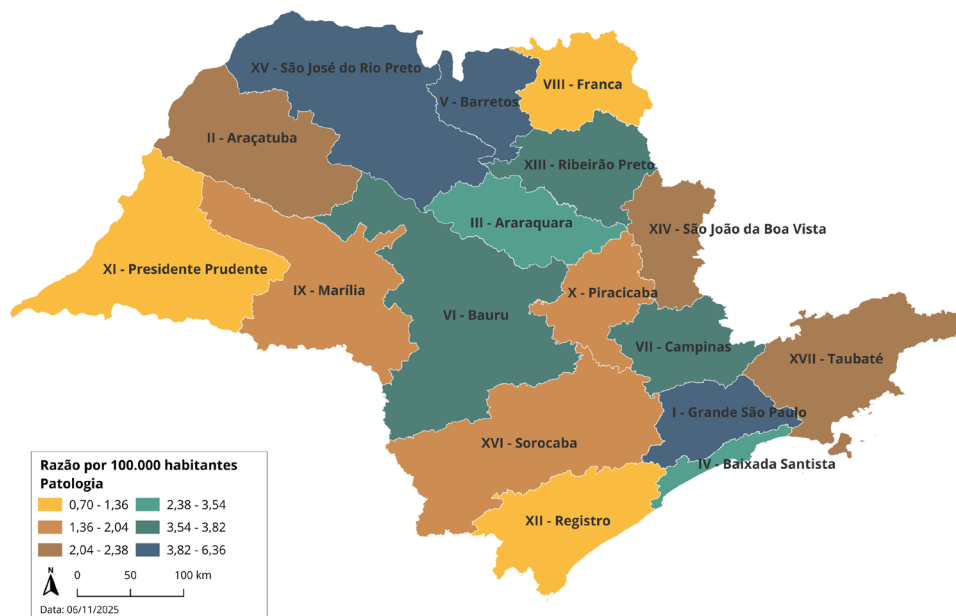 XV - São José do Rio Preto
VIII - Franca
V - Barretos
II - Araçatuba
XIII - Ribeirão Preto
III - Araraquara
XIV - São João da Boa Vista
XI - Presidente Prudente
IX - Marília
X - Piracicaba
VI - Bauru
VII - Campinas
XVII - Taubaté
I - Grande São Paulo
XVI - Sorocaba
IV - Baixada Santista
XII - Registro
Razão por 100.000 habitantes
Patologia
0,70 - 1,36 2,38 - 3,54
1,36 - 2,04 3,54 - 3,82
2,04 - 2,38 3,82 - 6,36
N
0 50 100 km
Data: 06/11/2025